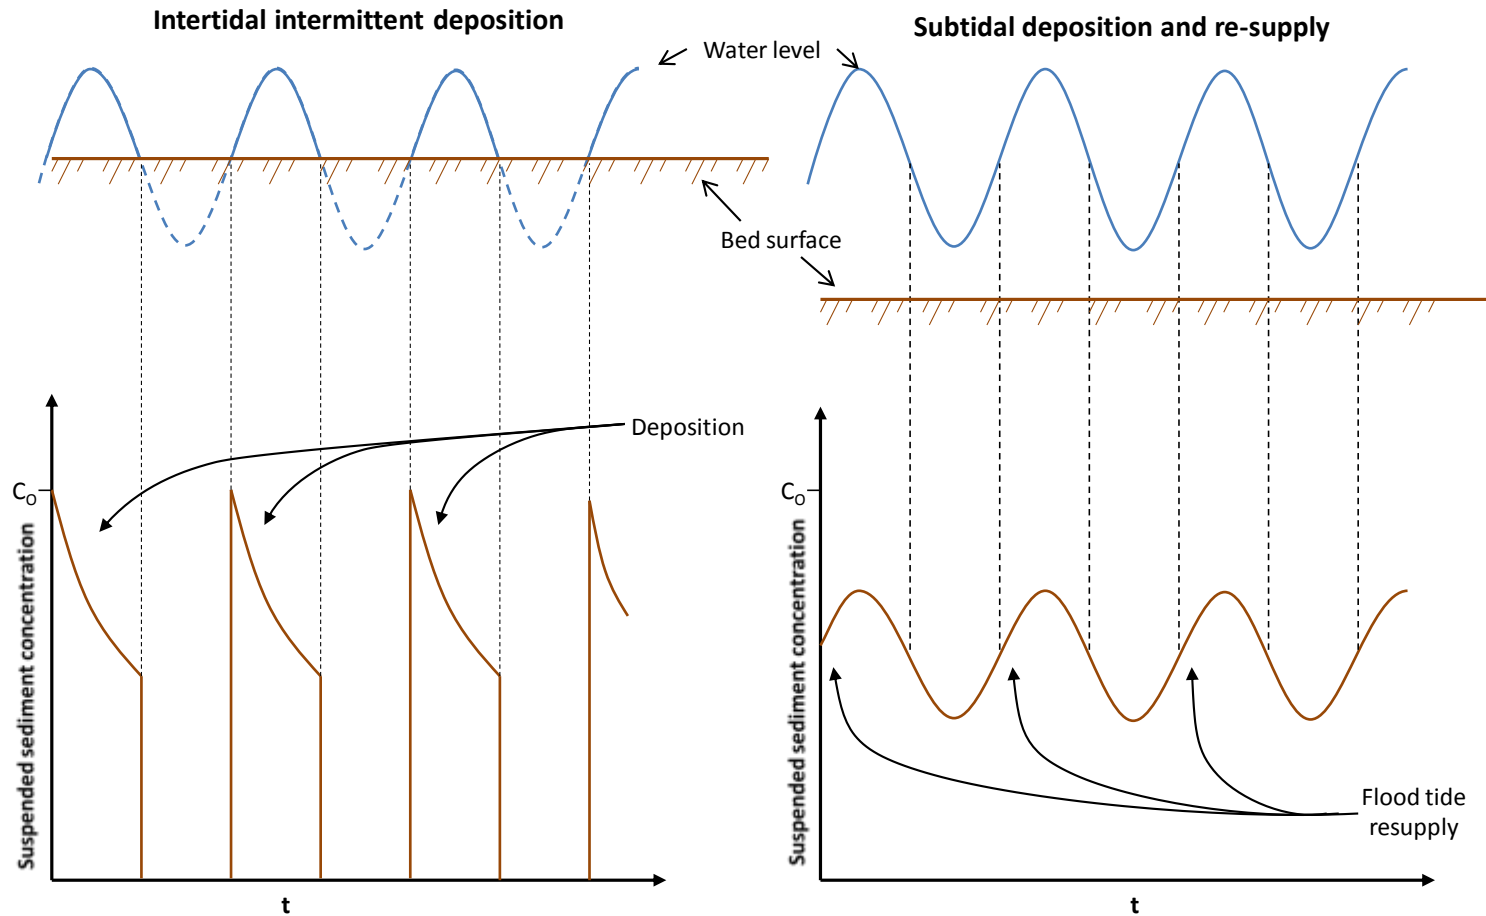 Intertidal intermittent deposition
Subtidal deposition and re-supply
Water level
Bed surface
Deposition
C₀
Suspended sediment concentration
t
C₀
Suspended sediment concentration
Flood tide
resupply
t